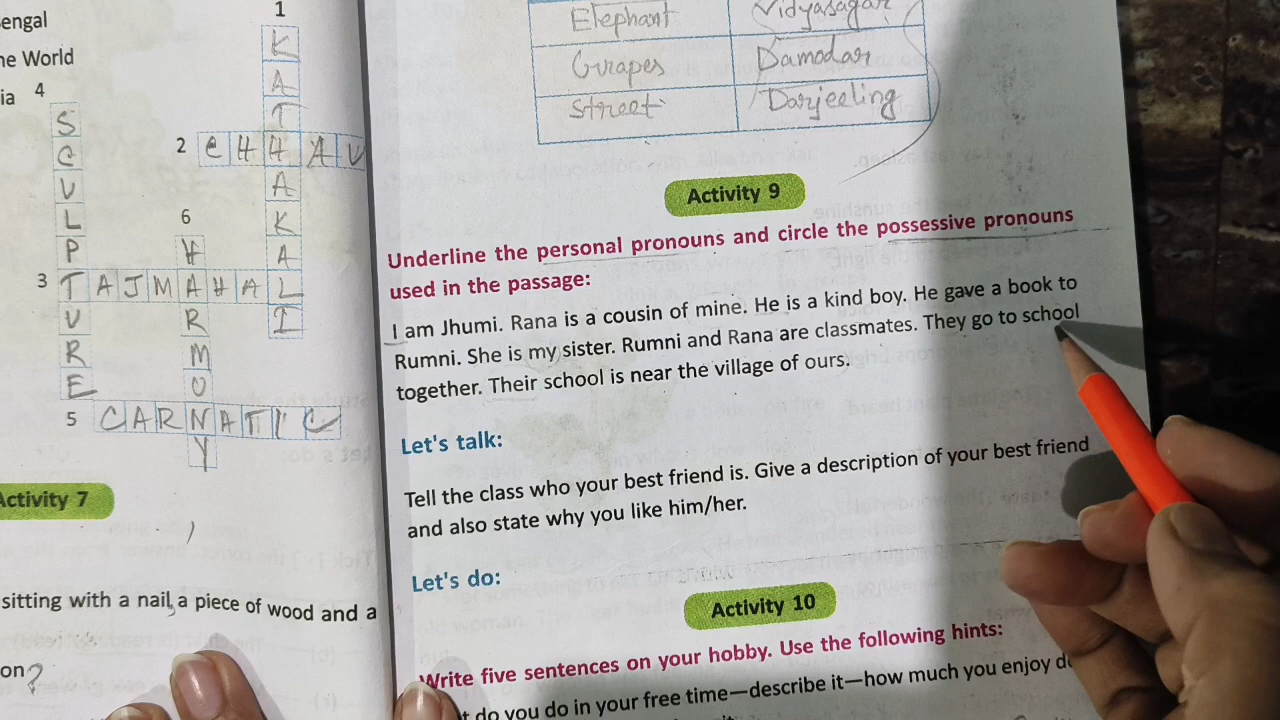 engal
he World
ia 4
1
K
A
T
H
A
K
A
L
I
S
C
U
L
P
T
U
R
E
2 C H H A U
6
H
A
R
M
O
N
Y
3 T A J M A H A L
5 C A R N A T I C
Activity 7
sitting with a nail, a piece of wood and a
on?
Elephant Vidyasagar
Grapes Damodar
Street Darjeeling
Activity 9
Underline the personal pronouns and circle the possessive pronouns
used in the passage:
I am Jhumi. Rana is a cousin of mine. He is a kind boy. He gave a book to
Rumni. She is my sister. Rumni and Rana are classmates. They go to school
together. Their school is near the village of ours.
Let's talk:
Tell the class who your best friend is. Give a description of your best friend
and also state why you like him/her.
Let's do:
Activity 10
Write five sentences on your hobby. Use the following hints:
do you do in your free time—describe it—how much you enjoy